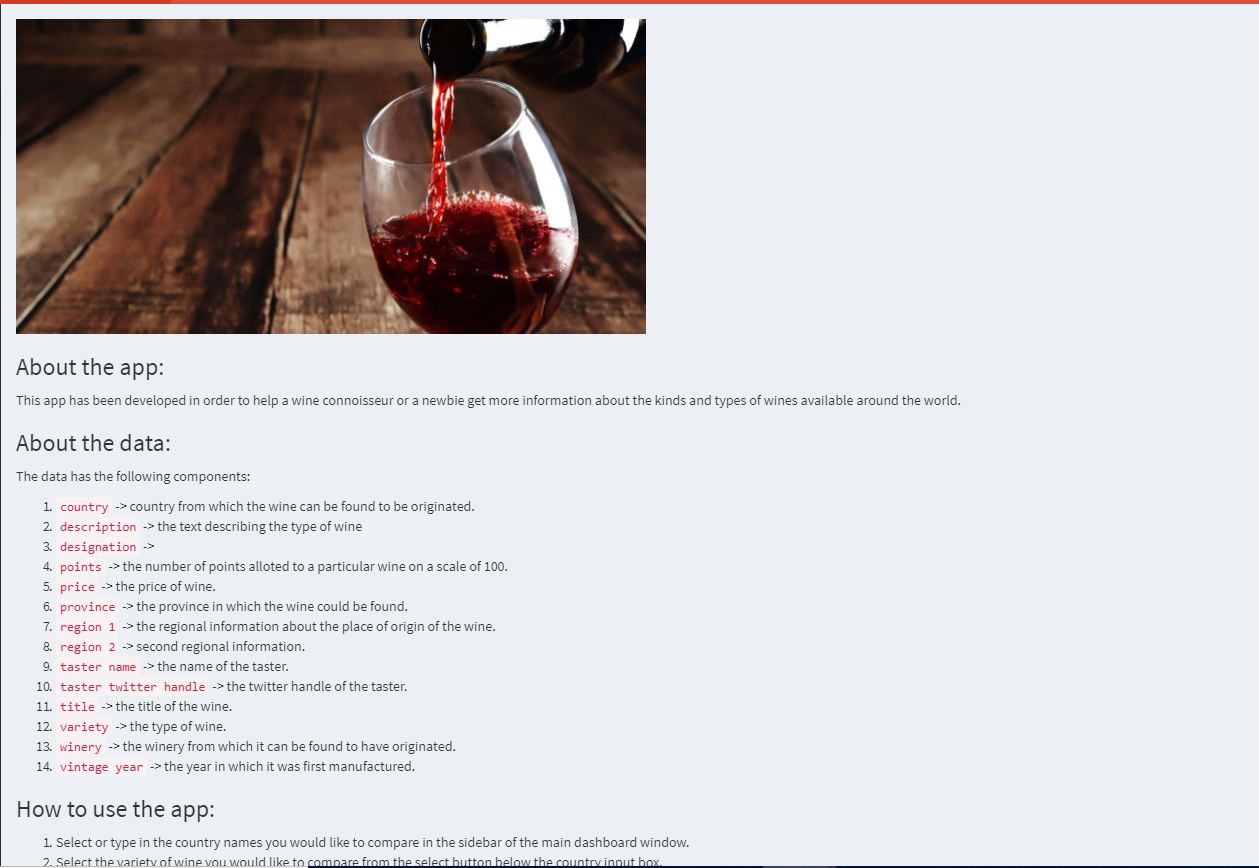 About the app:
This app has been developed in order to help a wine connoisseur or a newbie get more information about the kinds and types of wines available around the world.
About the data:
The data has the following components:
1. country -> country from which the wine can be found to be originated.
2. description -> the text describing the type of wine
3. designation ->
4. points -> the number of points alloted to a particular wine on a scale of 100.
5. price -> the price of wine.
6. province -> the province in which the wine could be found.
7. region 1 -> the regional information about the place of origin of the wine.
8. region 2 -> second regional information.
9. taster name -> the name of the taster.
10. taster twitter handle -> the twitter handle of the taster.
11. title -> the title of the wine.
12. variety -> the type of wine.
13. winery -> the winery from which it can be found to have originated.
14. vintage year -> the year in which it was first manufactured.
How to use the app:
1. Select or type in the country names you would like to compare in the sidebar of the main dashboard window.
2. Select the variety of wine you would like to compare from the select button below the country input box.